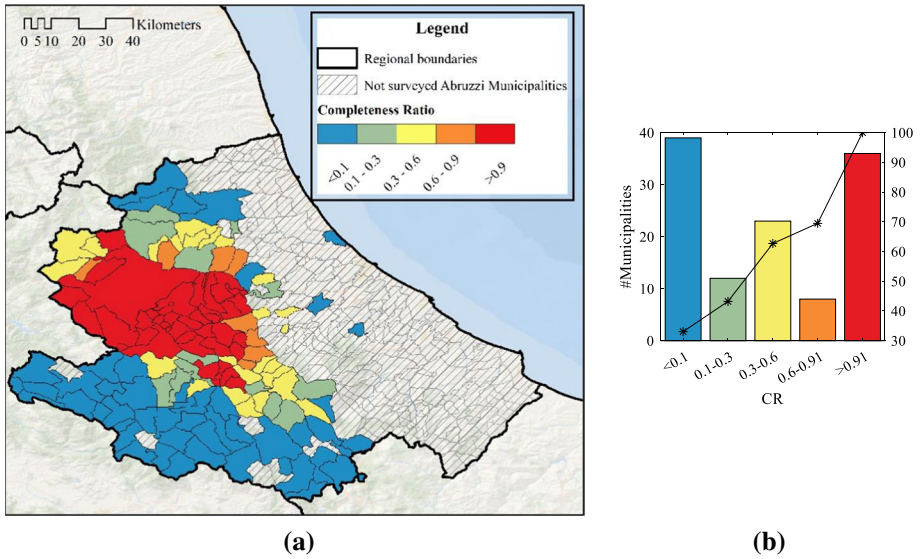 Kilometers
0 5 10 20 30 40
Legend
Regional boundaries
Not surveyed Abruzzi Municipalities
Completeness Ratio
<0.1 0.1 - 0.3 0.3 - 0.6 0.6 - 0.9 >0.9
(a)
#Municipalities
40
30
20
10
0
100
90
80
70
60
50
40
30
<0.1 0.1-0.3 0.3-0.6 0.6-0.91 >0.91
CR
(b)